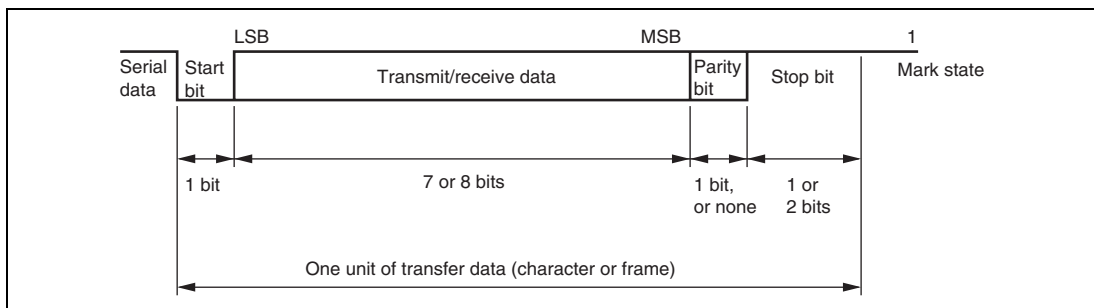 LSB MSB 1
Serial data
Start bit
Transmit/receive data
Parity bit
Stop bit
Mark state
1 bit
7 or 8 bits
1 bit, or none
1 or 2 bits
One unit of transfer data (character or frame)